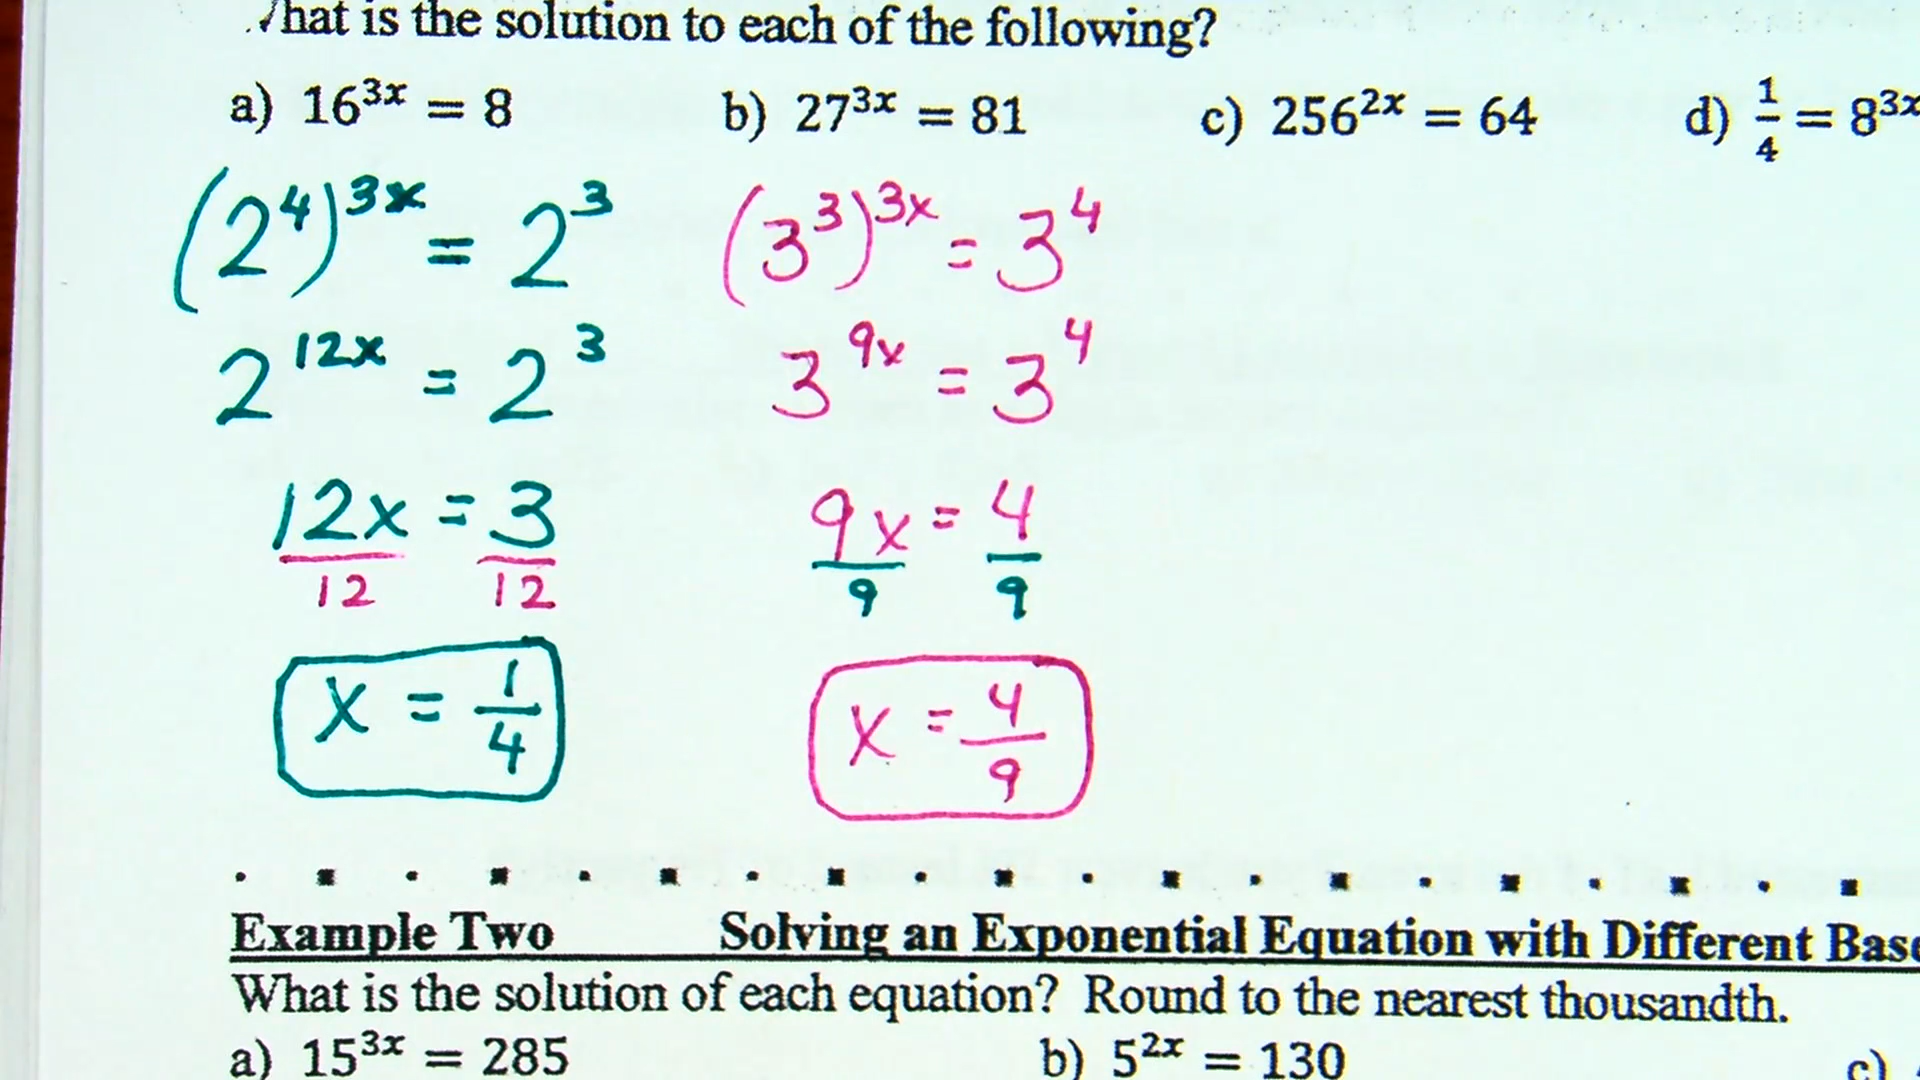 hat is the solution to each of the following?
a) 16^{3x} = 8 b) 27^{3x} = 81 c) 256^{2x} = 64 d) 1/4 = 8^{3x}
(2^4)^{3x} = 2^3 (3^3)^{3x} = 3^4
2^{12x} = 2^3 3^{9x} = 3^4
12x = 3 9x = 4
12 12 9 9
x = 1/4 x = 4/9
Example Two Solving an Exponential Equation with Different Base
What is the solution of each equation? Round to the nearest thousandth.
a) 15^{3x} = 285 b) 5^{2x} = 130 c)